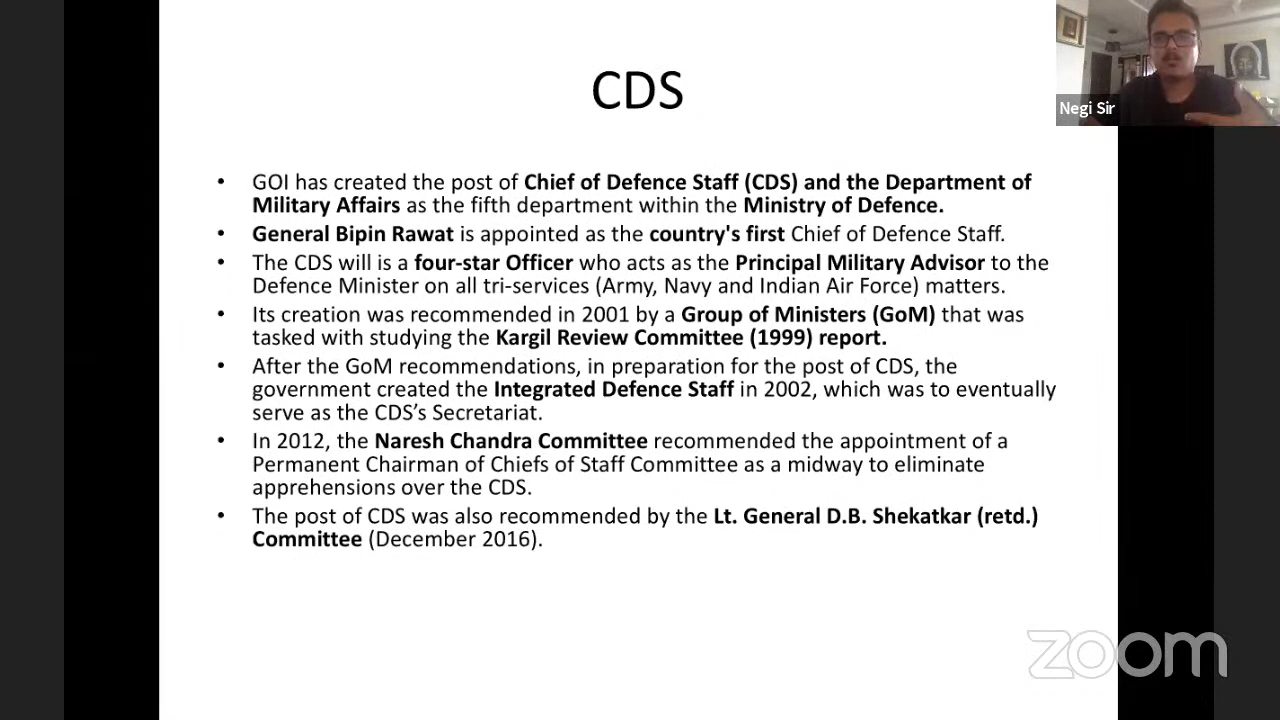 CDS
Negi Sir
• GOI has created the post of Chief of Defence Staff (CDS) and the Department of
Military Affairs as the fifth department within the Ministry of Defence.
• General Bipin Rawat is appointed as the country's first Chief of Defence Staff.
• The CDS will is a four-star Officer who acts as the Principal Military Advisor to the
Defence Minister on all tri-services (Army, Navy and Indian Air Force) matters.
• Its creation was recommended in 2001 by a Group of Ministers (GoM) that was
tasked with studying the Kargil Review Committee (1999) report.
• After the GoM recommendations, in preparation for the post of CDS, the
government created the Integrated Defence Staff in 2002, which was to eventually
serve as the CDS’s Secretariat.
• In 2012, the Naresh Chandra Committee recommended the appointment of a
Permanent Chairman of Chiefs of Staff Committee as a midway to eliminate
apprehensions over the CDS.
• The post of CDS was also recommended by the Lt. General D.B. Shekatkar (retd.)
Committee (December 2016).
zoom